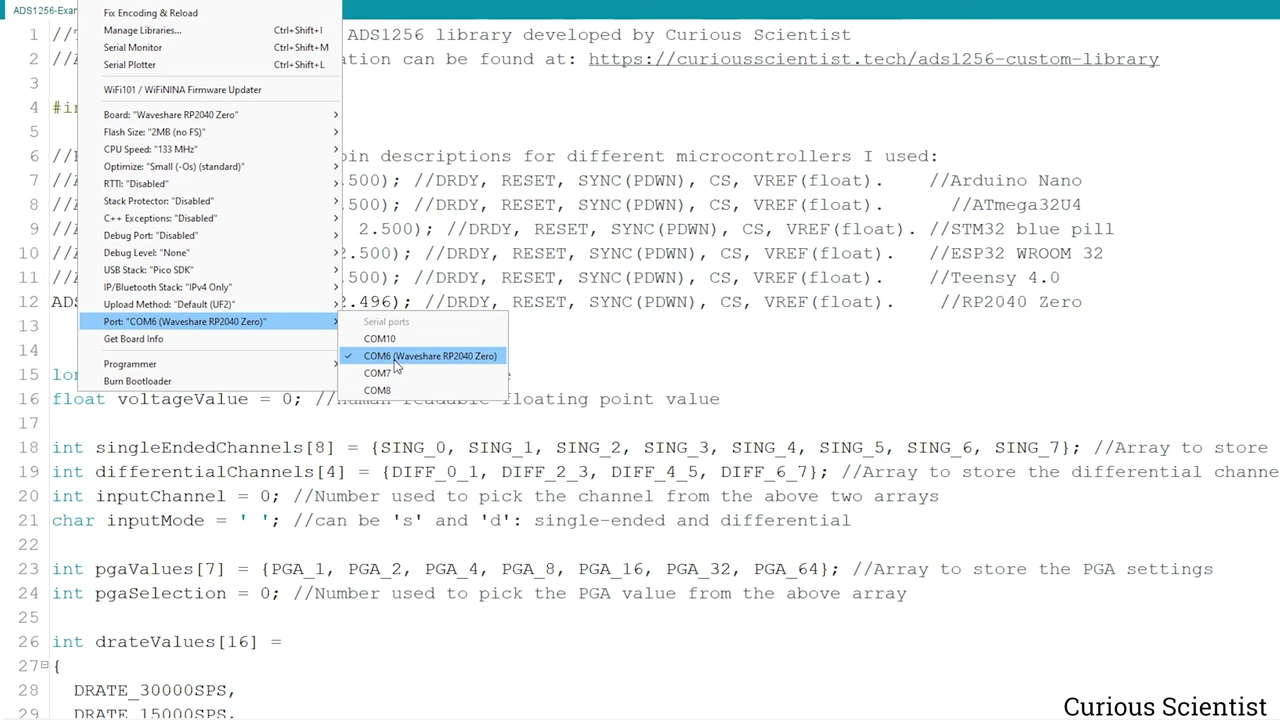 ADS1256-Exam
Fix Encoding & Reload
Manage Libraries... Ctrl+Shift+I
Serial Monitor Ctrl+Shift+M
Serial Plotter Ctrl+Shift+L
WiFi101 / WiFiNINA Firmware Updater
Board: "Waveshare RP2040 Zero"
Flash Size: "2MB (no FS)"
CPU Speed: "133 MHz"
Optimize: "Small (-Os) (standard)"
RTTI: "Disabled"
Stack Protector: "Disabled"
C++ Exceptions: "Disabled"
Debug Port: "Disabled"
Debug Level: "None"
USB Stack: "Pico SDK"
IP/Bluetooth Stack: "IPv4 Only"
Upload Method: "Default (UF2)"
Port: "COM6 (Waveshare RP2040 Zero)"
Get Board Info
Programmer
Burn Bootloader
Serial ports
COM10
COM6 (Waveshare RP2040 Zero)
COM7
COM8
1 // ADS1256 library developed by Curious Scientist
2 // ation can be found at: https://curiousscientist.tech/ads1256-custom-library
3
4 #in
5
6 // pin descriptions for different microcontrollers I used:
7 // .500); //DRDY, RESET, SYNC(PDWN), CS, VREF(float). //Arduino Nano
8 // .500); //DRDY, RESET, SYNC(PDWN), CS, VREF(float). //ATmega32U4
9 // 2.500); //DRDY, RESET, SYNC(PDWN), CS, VREF(float). //STM32 blue pill
10 // 2.500); //DRDY, RESET, SYNC(PDWN), CS, VREF(float). //ESP32 WROOM 32
11 // .500); //DRDY, RESET, SYNC(PDWN), CS, VREF(float). //Teensy 4.0
12 ADS 2.496); //DRDY, RESET, SYNC(PDWN), CS, VREF(float). //RP2040 Zero
13
14
15 lon
16 float voltageValue = 0; //human readable floating point value
17
18 int singleEndedChannels[8] = {SING_0, SING_1, SING_2, SING_3, SING_4, SING_5, SING_6, SING_7}; //Array to store
19 int differentialChannels[4] = {DIFF_0_1, DIFF_2_3, DIFF_4_5, DIFF_6_7}; //Array to store the differential channe
20 int inputChannel = 0; //Number used to pick the channel from the above two arrays
21 char inputMode = ' '; //can be 's' and 'd': single-ended and differential
22
23 int pgaValues[7] = {PGA_1, PGA_2, PGA_4, PGA_8, PGA_16, PGA_32, PGA_64}; //Array to store the PGA settings
24 int pgaSelection = 0; //Number used to pick the PGA value from the above array
25
26 int drateValues[16] =
27 {
28 DRATE_30000SPS,
29 DRATE_15000SPS,
Curious Scientist